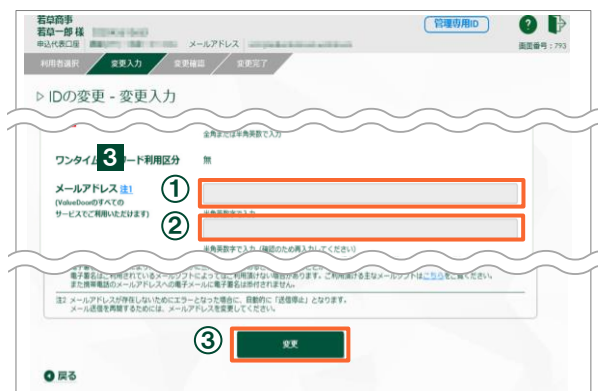 若草商事
若草一郎 様
管理専用ID
?
申込代表口座
メールアドレス
画面番号:793
利用者選択 変更入力 変更確認 変更完了
▷ IDの変更 - 変更入力
全角または半角英数で入力
3
ワンタイム ード利用区分 無
メールアドレス 注1
(ValueDoorのすべての
サービスでご利用いただけます)
①
半角英数字で入力
②
半角英数字で入力(確認のため再入力してください)
電子署名はご利用されているメールソフトによってはご利用頂けない場合があります。ご利用頂ける主なメールソフトはこちらをご覧ください。
また携帯電話のメールアドレスへの電子メールに電子署名は添付されません。
注2 メールアドレスが存在しないためにエラーとなった場合に、自動的に「送信停止」となります。
メール送信を再開するためには、メールアドレスを変更してください。
③ 変更
戻る